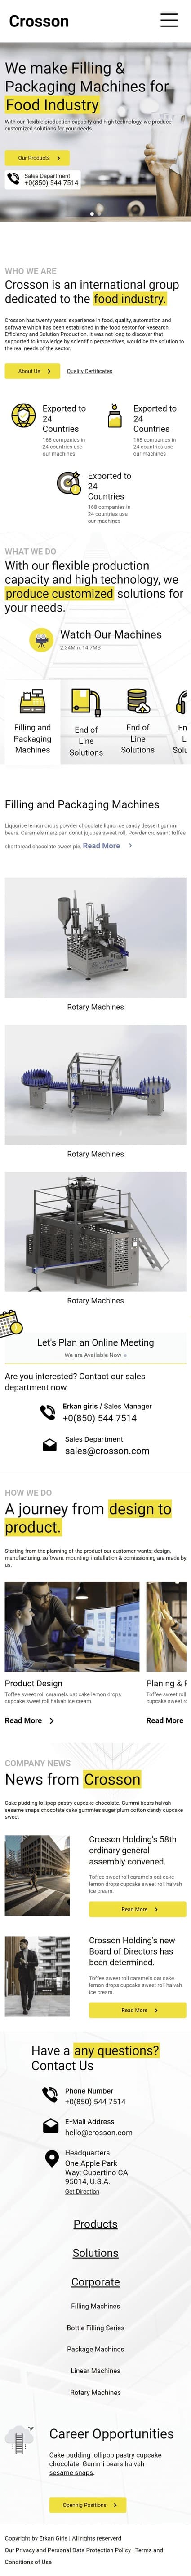 Crosson
We make Filling &
Packaging Machines for
Food Industry
With our flexible production capacity and high technology, we produce
customized solutions for your needs.
Our Products >
Sales Department
+0(850) 544 7514
WHO WE ARE
Crosson is an international group
dedicated to the food industry.
Crosson has twenty years' experience in food, quality, automation and
software which has been established in the food sector for Research,
Efficiency and Solution Production. It was not long to discover that
supported to knowledge by scientific perspectives, would be the solution to
the real needs of the sector.
About Us >
Quality Certificates
Exported to
24
Countries
168 companies in
24 countries use
our machines
Exported to
24
Countries
168 companies in
24 countries use
our machines
Exported to
24
Countries
168 companies in
24 countries use
our machines
WHAT WE DO
With our flexible production
capacity and high technology, we
produce customized solutions for
your needs.
Watch Our Machines
2.34Min, 14.7MB
Filling and
Packaging
Machines
End of
Line
Solutions
End of
Line
Solutions
En
L
Solu
Filling and Packaging Machines
Liquorice lemon drops powder chocolate liquorice candy dessert gummi
bears. Caramels marzipan donut jujubes sweet roll. Powder croissant toffee
shortbread chocolate sweet pie. Read More >
Rotary Machines
Rotary Machines
Rotary Machines
Let's Plan an Online Meeting
We are Available Now »
Are you interested? Contact our sales
department now
Erkan giris / Sales Manager
+0(850) 544 7514
Sales Department
sales@crosson.com
HOW WE DO
A journey from design to
product.
Starting from the planning of the product our customer wants; design,
manufacturing, software, mounting, installation & comissioning are made by
us.
Product Design
Toffee sweet roll caramels oat cake lemon drops
cupcake sweet roll halvah ice cream.
Read More >
Planing & F
Toffee sweet roll
cupcake sweet r
Read More
COMPANY NEWS
News from Crosson
Cake pudding lollipop pastry cupcake chocolate. Gummi bears halvah
sesame snaps chocolate cake gummies sugar plum cotton candy cupcake
sweet
Crosson Holding's 58th
ordinary general
assembly convened.
Toffee sweet roll caramels oat cake
lemon drops cupcake sweet roll halvah
ice cream.
Read More >
Crosson Holding's new
Board of Directors has
been determined.
Toffee sweet roll caramels oat cake
lemon drops cupcake sweet roll halvah
ice cream.
Read More >
Have a any questions?
Contact Us
Phone Number
+0(850) 544 7514
E-Mail Address
hello@crosson.com
Headquarters
One Apple Park
Way; Cupertino CA
95014, U.S.A.
Get Direction
Products
Solutions
Corporate
Filling Machines
Bottle Filling Series
Package Machines
Linear Machines
Rotary Machines
Career Opportunities
Cake pudding lollipop pastry cupcake
chocolate. Gummi bears halvah
sesame snaps.
Opennig Positions >
Copyright by Erkan Giris | All rights reserverd
Our Privacy and Personal Data Protection Policy | Terms and
Conditions of Use